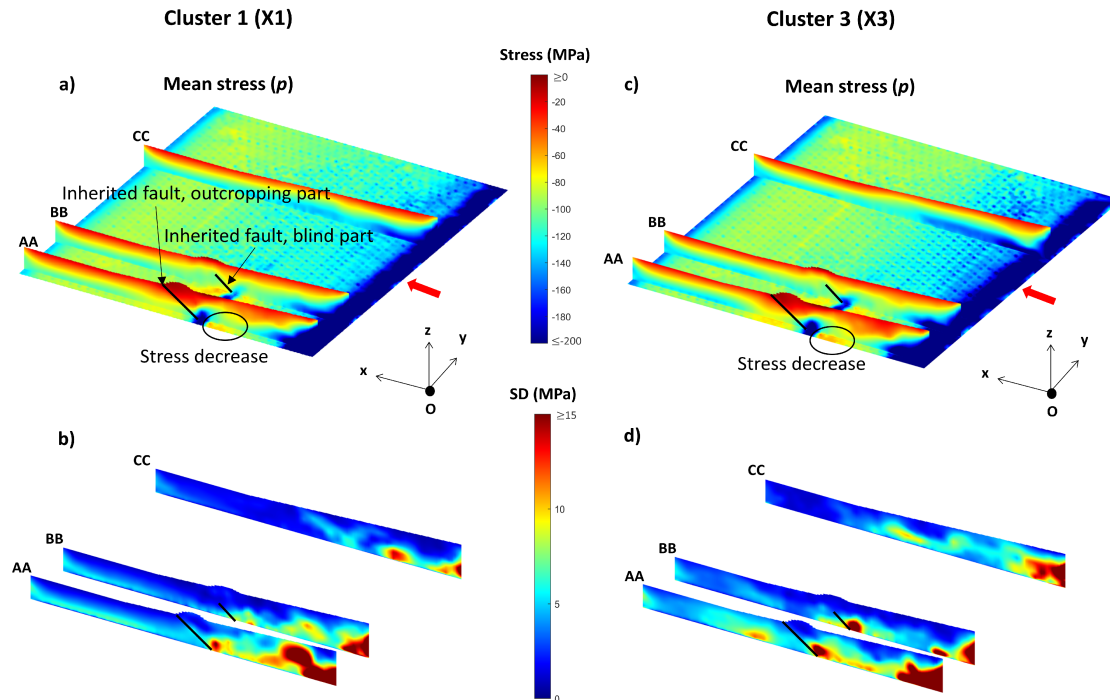 Cluster 1 (X1)
Cluster 3 (X3)
Stress (MPa)
a)
Mean stress (p)
≥0
-20
-40
-60
-80
-100
-120
-140
-160
-180
≤-200
CC
Inherited fault, outcropping part
BB
Inherited fault, blind part
AA
Stress decrease
z
y
x
O
c)
Mean stress (p)
CC
BB
AA
Stress decrease
z
y
x
O
SD (MPa)
≥15
10
5
0
b)
CC
BB
AA
d)
CC
BB
AA